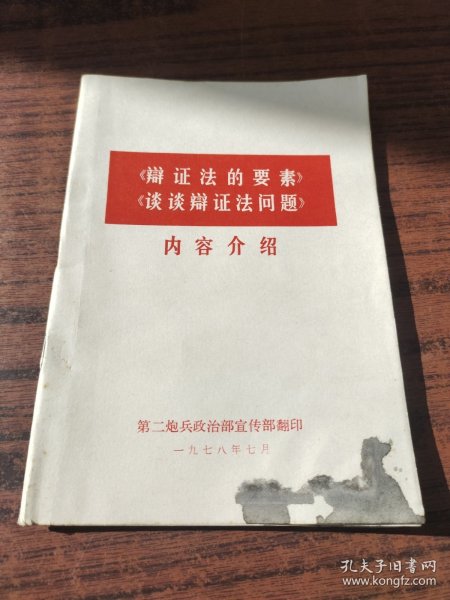 《辩证法的要素》
《谈谈辩证法问题》
内容介绍
第二炮兵政治部宣传部翻印
一九七八年七月
孔夫子旧书网
www.kongfz.com